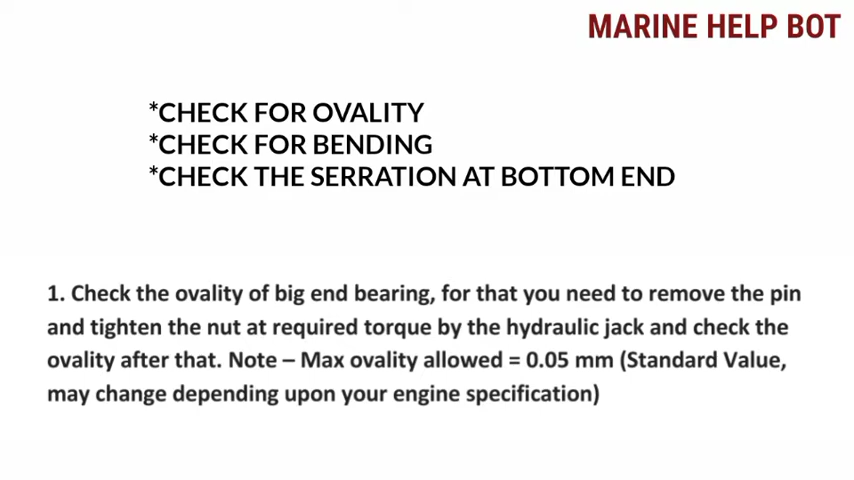 MARINE HELP BOT
*CHECK FOR OVALITY
*CHECK FOR BENDING
*CHECK THE SERRATION AT BOTTOM END
1. Check the ovality of big end bearing, for that you need to remove the pin
and tighten the nut at required torque by the hydraulic jack and check the
ovality after that. Note – Max ovality allowed = 0.05 mm (Standard Value,
may change depending upon your engine specification)